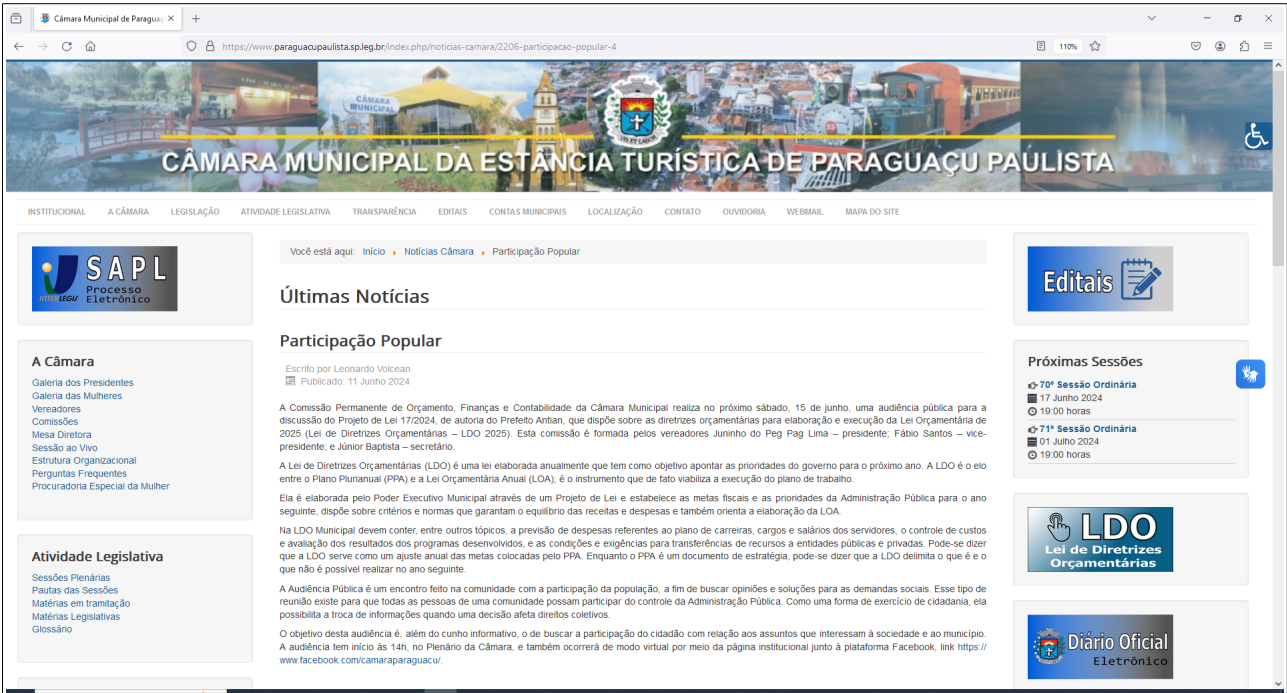 Câmara Municipal de Paraguaç
https://www.paraguacupaulista.sp.leg.br/index.php/noticias-camara/2206-participacao-popular-4
110%
CÂMARA MUNICIPAL
CÂMARA MUNICIPAL DA ESTÂNCIA TURÍSTICA DE PARAGUAÇU PAULISTA
INSTITUCIONAL A CÂMARA LEGISLAÇÃO ATIVIDADE LEGISLATIVA TRANSPARÊNCIA EDITAIS CONTAS MUNICIPAIS LOCALIZAÇÃO CONTATO OUVIDORIA WEBMAIL MAPA DO SITE
SAPL
Processo
Eletrônico
INTERLEGIS
A Câmara
Galeria dos Presidentes
Galeria das Mulheres
Vereadores
Comissões
Mesa Diretora
Sessão ao Vivo
Estrutura Organizacional
Perguntas Frequentes
Procuradoria Especial da Mulher
Atividade Legislativa
Sessões Plenárias
Pautas das Sessões
Matérias em tramitação
Matérias Legislativas
Glossário
Você está aqui: Início Notícias Câmara Participação Popular
Últimas Notícias
Participação Popular
Escrito por Leonardo Volcean
Publicado: 11 Junho 2024
A Comissão Permanente de Orçamento, Finanças e Contabilidade da Câmara Municipal realiza no próximo sábado, 15 de junho, uma audiência pública para a
discussão do Projeto de Lei 17/2024, de autoria do Prefeito Antian, que dispõe sobre as diretrizes orçamentárias para elaboração e execução da Lei Orçamentária de
2025 (Lei de Diretrizes Orçamentárias – LDO 2025). Esta comissão é formada pelos vereadores Juninho do Peg Pag Lima – presidente; Fábio Santos – vice-
presidente; e Júnior Baptista – secretário.
A Lei de Diretrizes Orçamentárias (LDO) é uma lei elaborada anualmente que tem como objetivo apontar as prioridades do governo para o próximo ano. A LDO é o elo
entre o Plano Plurianual (PPA) e a Lei Orçamentária Anual (LOA); é o instrumento que de fato viabiliza a execução do plano de trabalho.
Ela é elaborada pelo Poder Executivo Municipal através de um Projeto de Lei e estabelece as metas fiscais e as prioridades da Administração Pública para o ano
seguinte, dispõe sobre critérios e normas que garantam o equilíbrio das receitas e despesas e também orienta a elaboração da LOA.
Na LDO Municipal devem conter, entre outros tópicos, a previsão de despesas referentes ao plano de carreiras, cargos e salários dos servidores, o controle de custos
e avaliação dos resultados dos programas desenvolvidos, e as condições e exigências para transferências de recursos a entidades públicas e privadas. Pode-se dizer
que a LDO serve como um ajuste anual das metas colocadas pelo PPA. Enquanto o PPA é um documento de estratégia, pode-se dizer que a LDO delimita o que é e o
que não é possível realizar no ano seguinte.
A Audiência Pública é um encontro feito na comunidade com a participação da população, a fim de buscar opiniões e soluções para as demandas sociais. Esse tipo de
reunião existe para que todas as pessoas de uma comunidade possam participar do controle da Administração Pública. Como uma forma de exercício de cidadania, ela
possibilita a troca de informações quando uma decisão afeta direitos coletivos.
O objetivo desta audiência é, além do cunho informativo, o de buscar a participação do cidadão com relação aos assuntos que interessam à sociedade e ao município.
A audiência tem início às 14h, no Plenário da Câmara, e também ocorrerá de modo virtual por meio da página institucional junto à plataforma Facebook, link https://
www.facebook.com/camaraparaguacu/.
Editais
Próximas Sessões
70ª Sessão Ordinária
17 Junho 2024
19:00 horas
71ª Sessão Ordinária
01 Julho 2024
19:00 horas
LDO
Lei de Diretrizes
Orçamentárias
Diário Oficial
Eletrônico